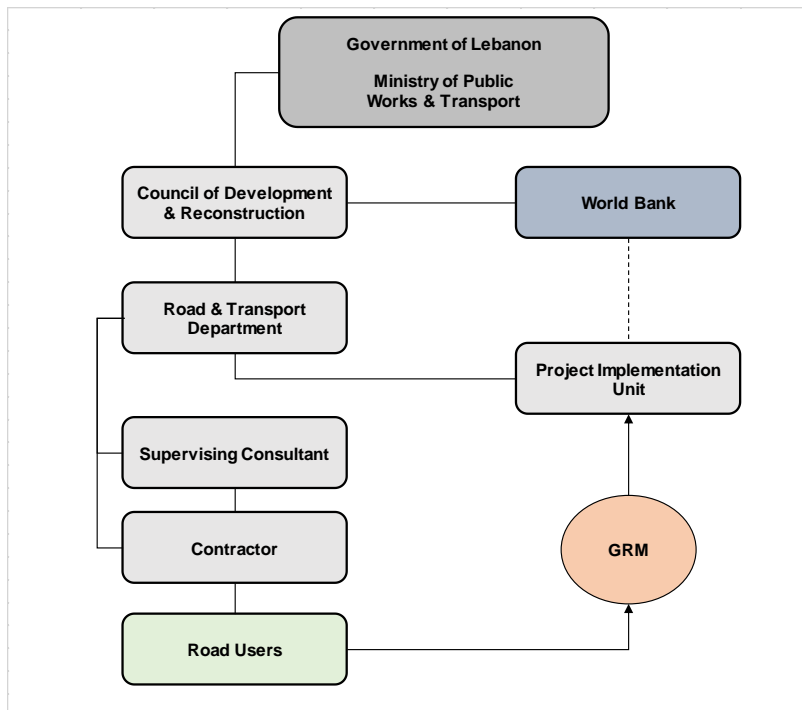 Government of Lebanon
Ministry of Public
Works & Transport
Council of Development
& Reconstruction
World Bank
Road & Transport
Department
Project Implementation
Unit
Supervising Consultant
Contractor
GRM
Road Users